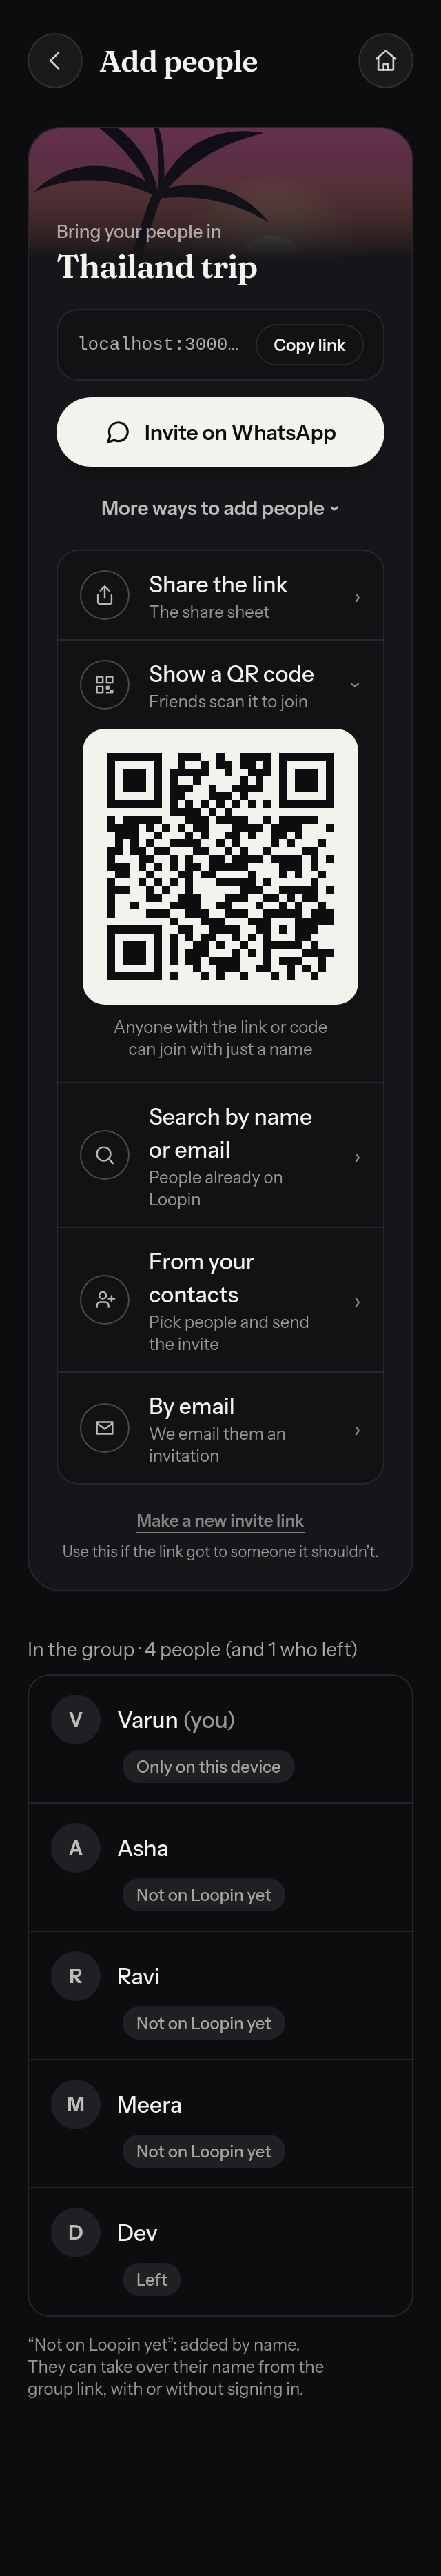 Add people
Bring your people in
Thailand trip
localhost:3000…
Copy link
Invite on WhatsApp
More ways to add people
Share the link
The share sheet
Show a QR code
Friends scan it to join
Anyone with the link or code
can join with just a name
Search by name
or email
People already on
Loopin
From your
contacts
Pick people and send
the invite
By email
We email them an
invitation
Make a new invite link
Use this if the link got to someone it shouldn’t.
In the group · 4 people (and 1 who left)
V
Varun (you)
Only on this device
A
Asha
Not on Loopin yet
R
Ravi
Not on Loopin yet
M
Meera
Not on Loopin yet
D
Dev
Left
“Not on Loopin yet”: added by name.
They can take over their name from the
group link, with or without signing in.